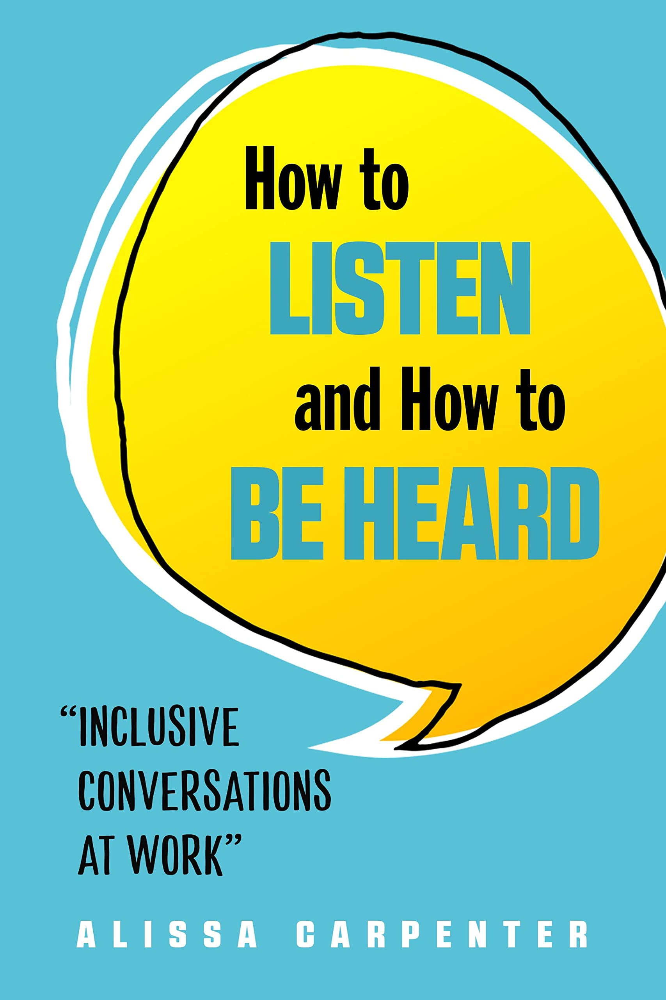 How to
LISTEN
and How to
BE HEARD
“INCLUSIVE
CONVERSATIONS
AT WORK”
ALISSA CARPENTER